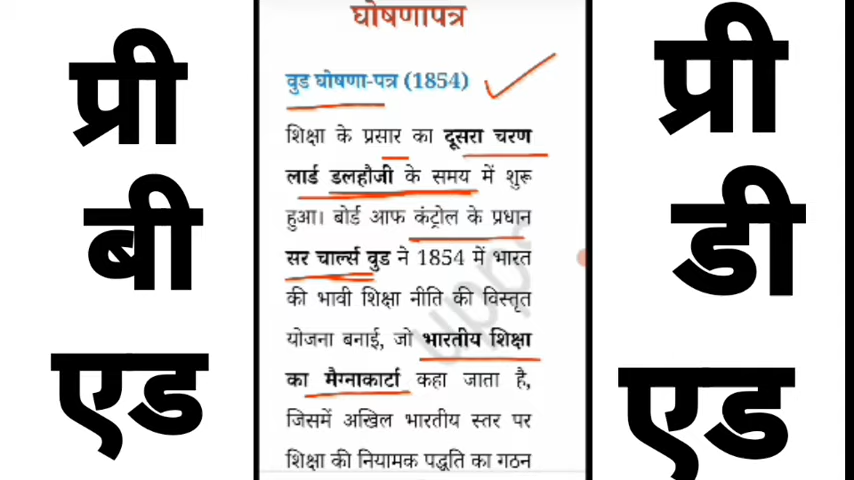 घोषणापत्र
वुड घोषणा-पत्र (1854)
शिक्षा के प्रसार का दूसरा चरण
लार्ड डलहौजी के समय में शुरू
हुआ। बोर्ड आफ कंट्रोल के प्रधान
सर चार्ल्स वुड ने 1854 में भारत
की भावी शिक्षा नीति की विस्तृत
योजना बनाई, जो भारतीय शिक्षा
का मैग्नाकार्टा कहा जाता है,
जिसमें अखिल भारतीय स्तर पर
शिक्षा की नियामक पद्धति का गठन
प्री
बी
एड
प्री
डी
एड